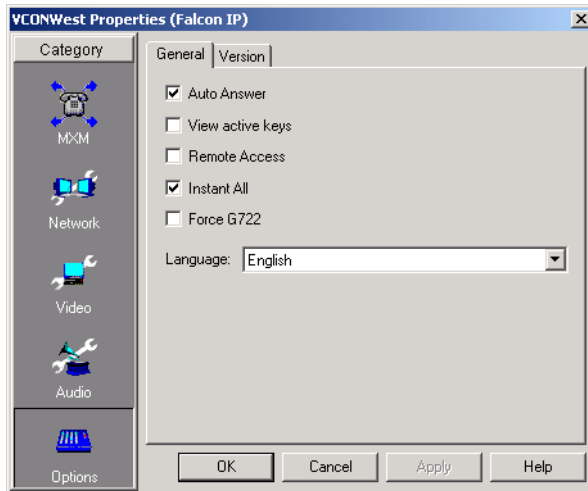 VCONWest Properties (Falcon IP)
Category
MXM
Network
Video
Audio
Options
General
Version
Auto Answer
View active keys
Remote Access
Instant All
Force G722
Language: English
OK
Cancel
Apply
Help